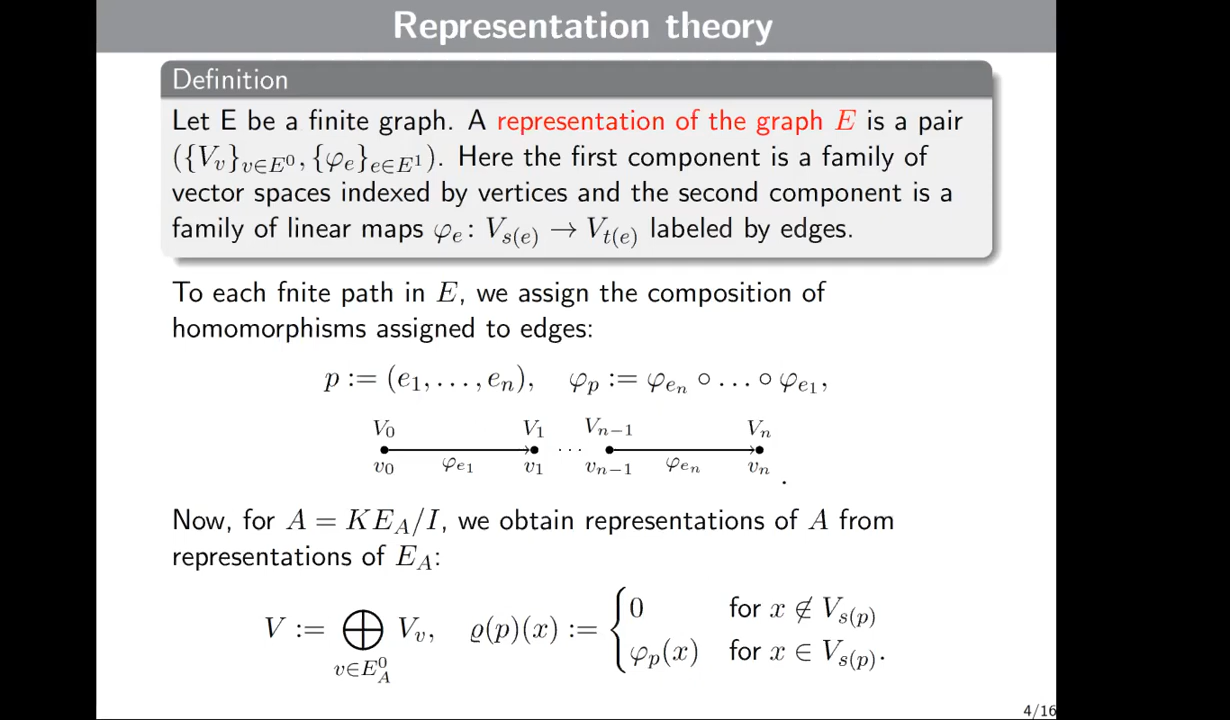 Representation theory
Definition
Let E be a finite graph. A representation of the graph E is a pair
({V_v}_{v∈E^0}, {φ_e}_{e∈E^1}). Here the first component is a family of
vector spaces indexed by vertices and the second component is a
family of linear maps φ_e: V_{s(e)} → V_{t(e)} labeled by edges.
To each fnite path in E, we assign the composition of
homomorphisms assigned to edges:
p := (e_1, ..., e_n), φ_p := φ_{e_n} ∘ ... ∘ φ_{e_1},
V_0 V_1 V_{n−1} V_n
...
v_0 φ_{e_1} v_1 v_{n−1} φ_{e_n} v_n
.
Now, for A = KE_A/I, we obtain representations of A from
representations of E_A:
V := ⊕_{v∈E_A^0} V_v, ϱ(p)(x) := { 0 for x ∉ V_{s(p)}
φ_p(x) for x ∈ V_{s(p)}.
4/16